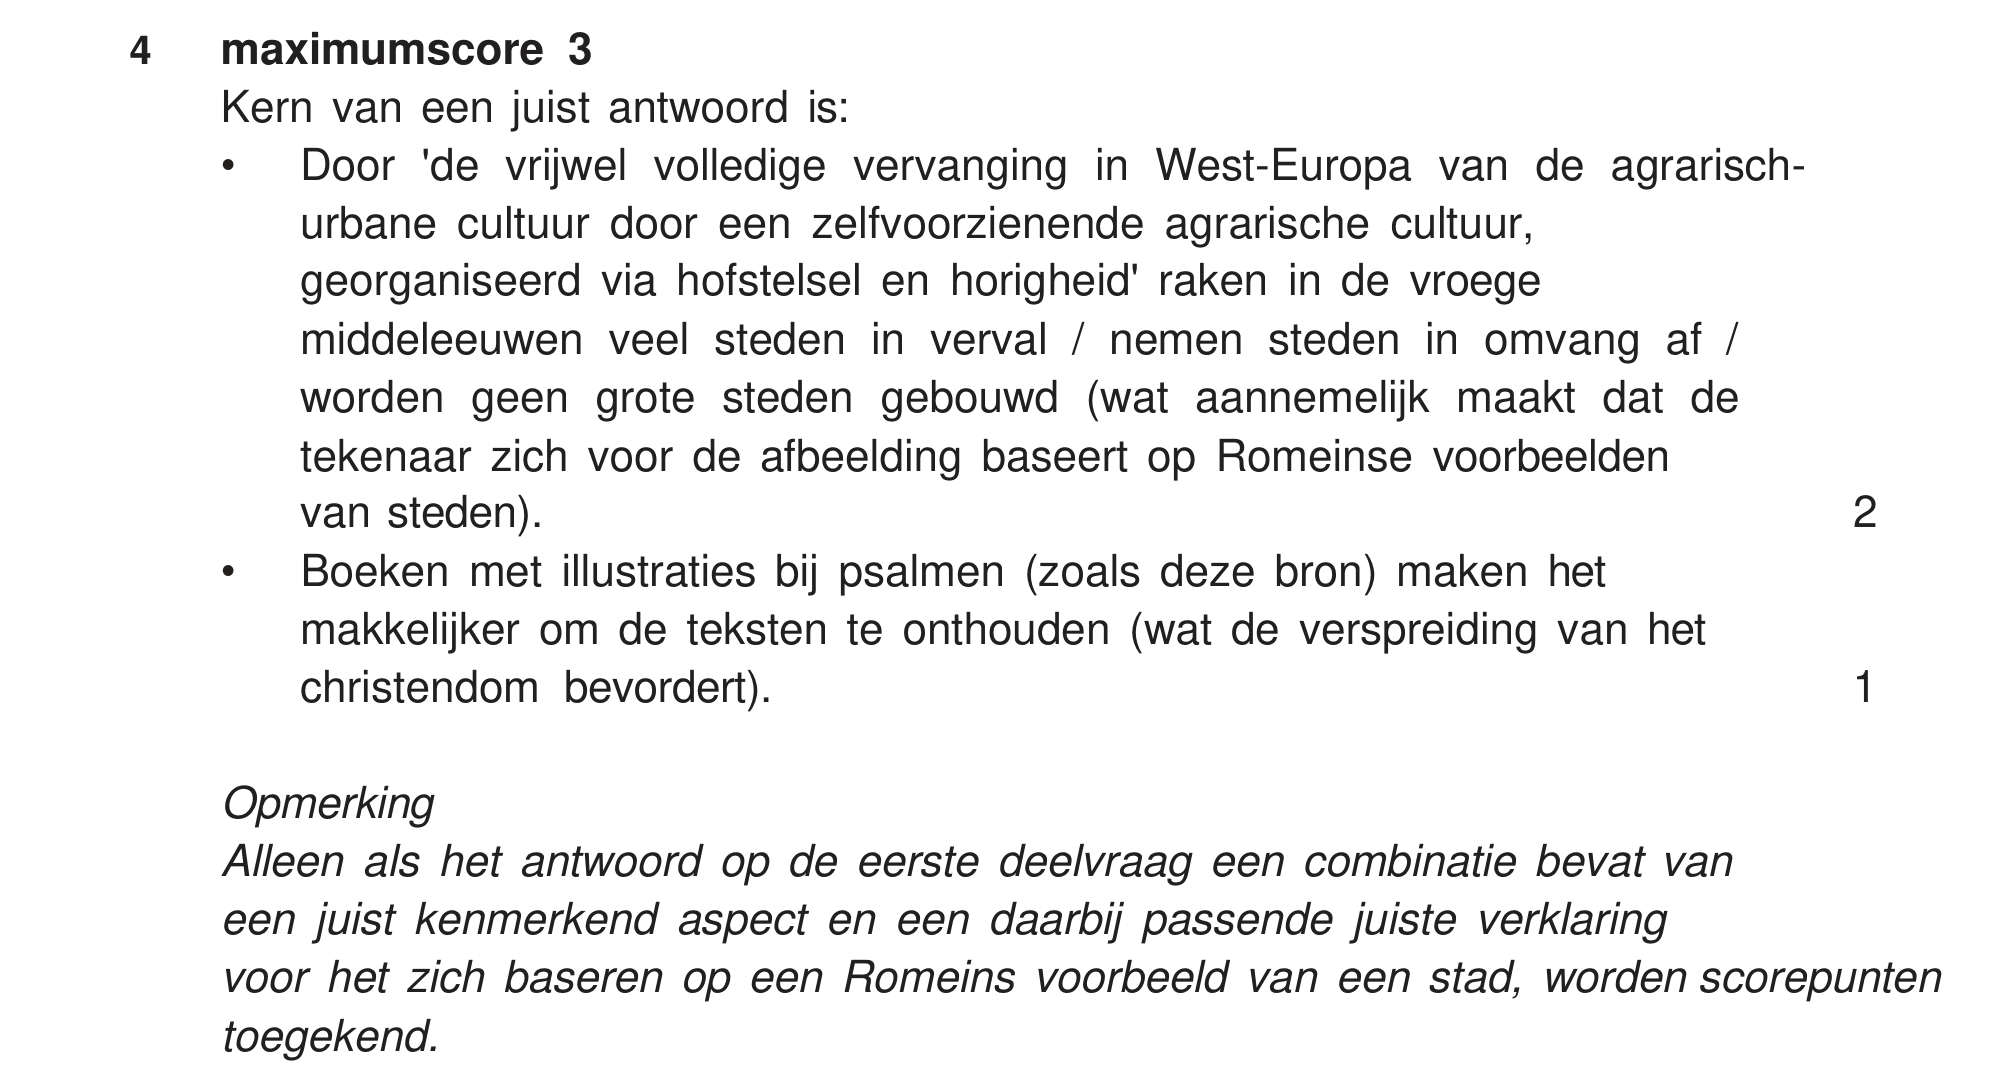 4 maximumscore 3
Kern van een juist antwoord is:
• Door 'de vrijwel volledige vervanging in West-Europa van de agrarisch-
urbane cultuur door een zelfvoorzienende agrarische cultuur,
georganiseerd via hofstelsel en horigheid' raken in de vroege
middeleeuwen veel steden in verval / nemen steden in omvang af /
worden geen grote steden gebouwd (wat aannemelijk maakt dat de
tekenaar zich voor de afbeelding baseert op Romeinse voorbeelden
van steden). 2
• Boeken met illustraties bij psalmen (zoals deze bron) maken het
makkelijker om de teksten te onthouden (wat de verspreiding van het
christendom bevordert). 1
Opmerking
Alleen als het antwoord op de eerste deelvraag een combinatie bevat van
een juist kenmerkend aspect en een daarbij passende juiste verklaring
voor het zich baseren op een Romeins voorbeeld van een stad, worden scorepunten
toegekend.